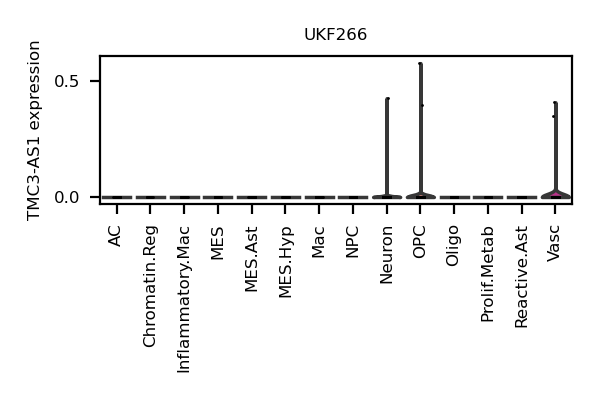 UKF266
TMC3-AS1 expression
0.5
0.0
AC
Chromatin.Reg
Inflammatory.Mac
MES
MES.Ast
MES.Hyp
Mac
NPC
Neuron
OPC
Oligo
Prolif.Metab
Reactive.Ast
Vasc